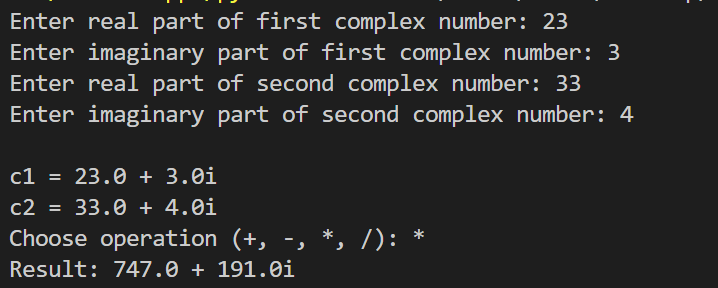 Enter real part of first complex number: 23
Enter imaginary part of first complex number: 3
Enter real part of second complex number: 33
Enter imaginary part of second complex number: 4
c1 = 23.0 + 3.0i
c2 = 33.0 + 4.0i
Choose operation (+, -, *, /): *
Result: 747.0 + 191.0i